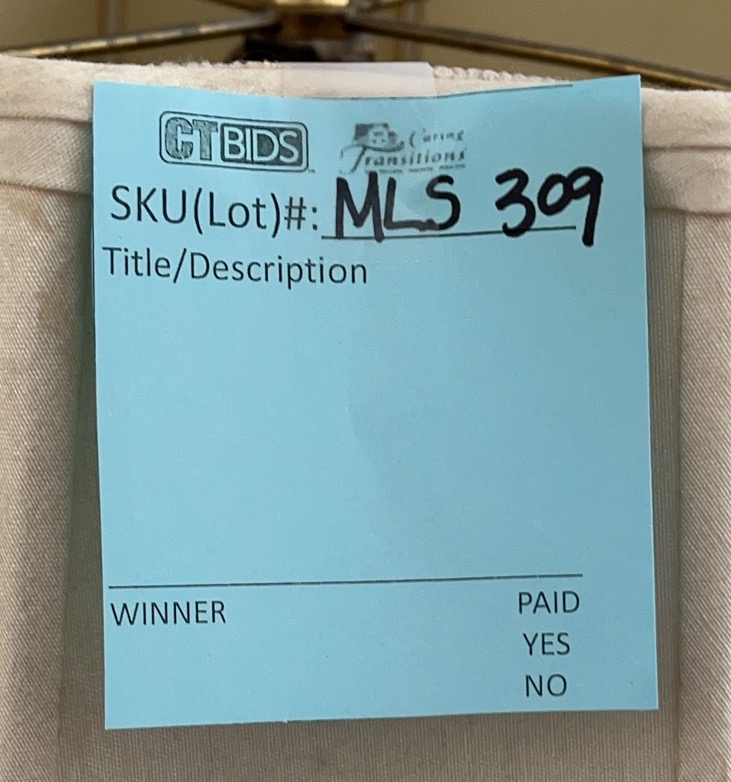 CTBIDS Caring
Transitions
SKU(Lot)#: MLS 309
Title/Description
WINNER PAID
YES
NO